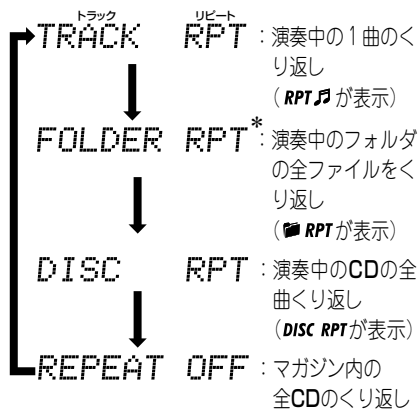 トラック リピート
TRACK RPT：演奏中の1曲のく
り返し
（RPT♬が表示）
FOLDER RPT*：演奏中のフォルダ
の全ファイルをく
り返し
（RPTが表示）
DISC RPT：演奏中のCDの全
曲くり返し
（DISC RPTが表示）
REPEAT OFF：マガジン内の
全CDのくり返し